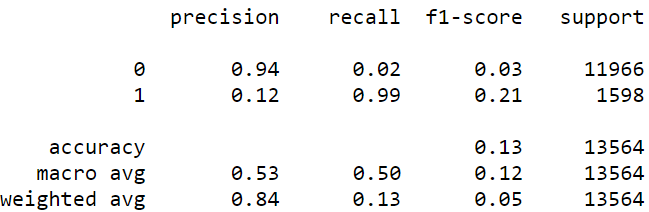 precision recall f1-score support
0 0.94 0.02 0.03 11966
1 0.12 0.99 0.21 1598
accuracy 0.13 13564
macro avg 0.53 0.50 0.12 13564
weighted avg 0.84 0.13 0.05 13564